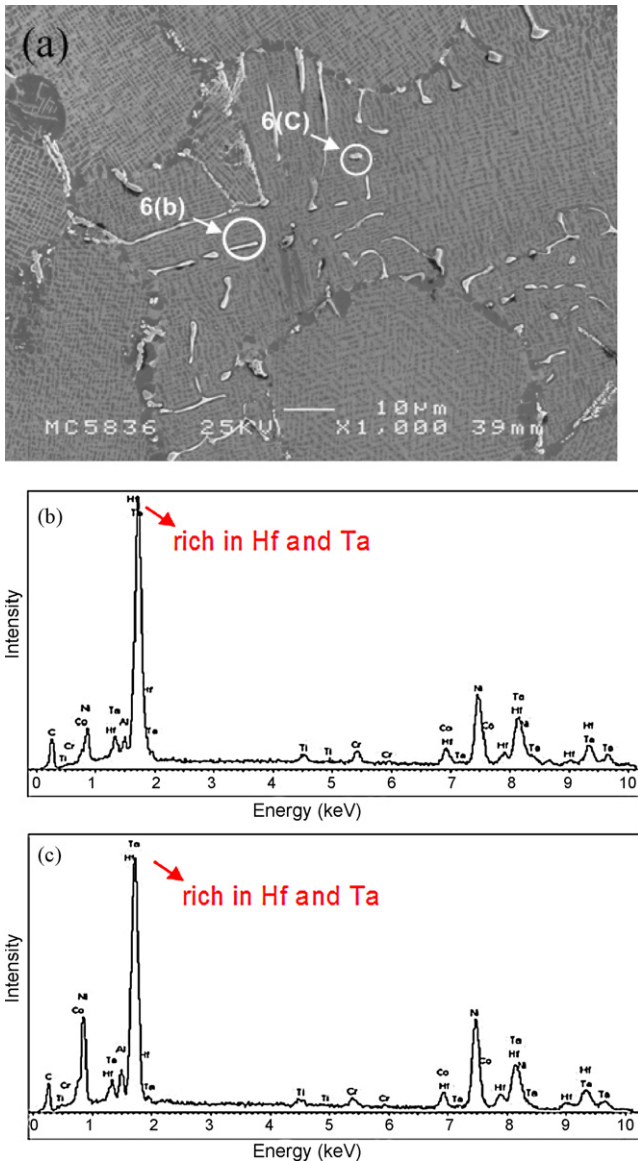 (a)
6(C)
6(b)
10µm
MC5836 25KV X1,000 39mm
(b)
Hf
Ta
rich in Hf and Ta
Intensity
C
Ti
Cr
Co
Ni
Hf
Ta
Al
Hf
Ta
Ti
Ti
Cr
Cr
Co
Hf
Ta
Ni
Co
Hf
Ta
Hf
Ni
Ta
Hf
Hf
Ta
Ta
0 1 2 3 4 5 6 7 8 9 10
Energy (keV)
(c)
Ta
Hf
rich in Hf and Ta
Intensity
C
Ti
Cr
Co
Ni
Hf
Ta
Al
Hf
Ta
Ti
Ti
Cr
Cr
Co
Hf
Ta
Ni
Co
Hf
Ta
Hf
Ni
Ta
Hf
Hf
Ta
Ta
0 1 2 3 4 5 6 7 8 9 10
Energy (keV)